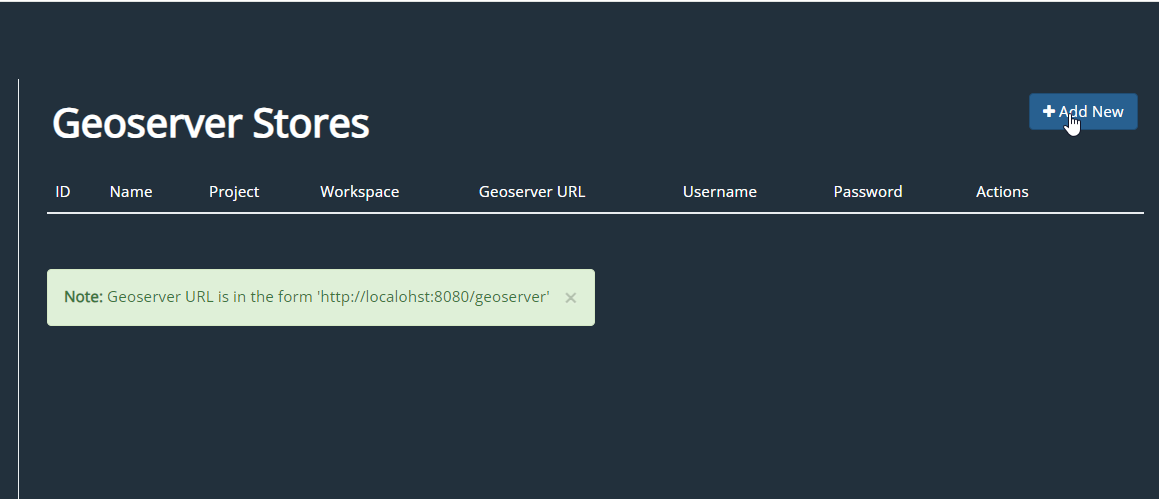 Geoserver Stores
Add New
ID Name Project Workspace Geoserver URL Username Password Actions
Note: Geoserver URL is in the form 'http://localohst:8080/geoserver' ×